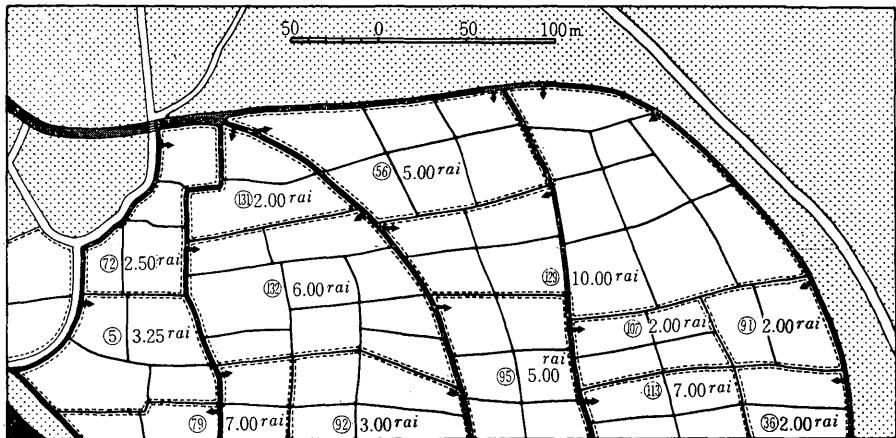 50 0 100m
56 5.00 rai
131 2.00 rai
72 2.50 rai
132 6.00 rai
129 10.00 rai
5 3.25 rai
107 2.00 rai
91 2.00 rai
95 5.00 rai
113 7.00 rai
79 7.00 rai
92 3.00 rai
36 2.00 rai